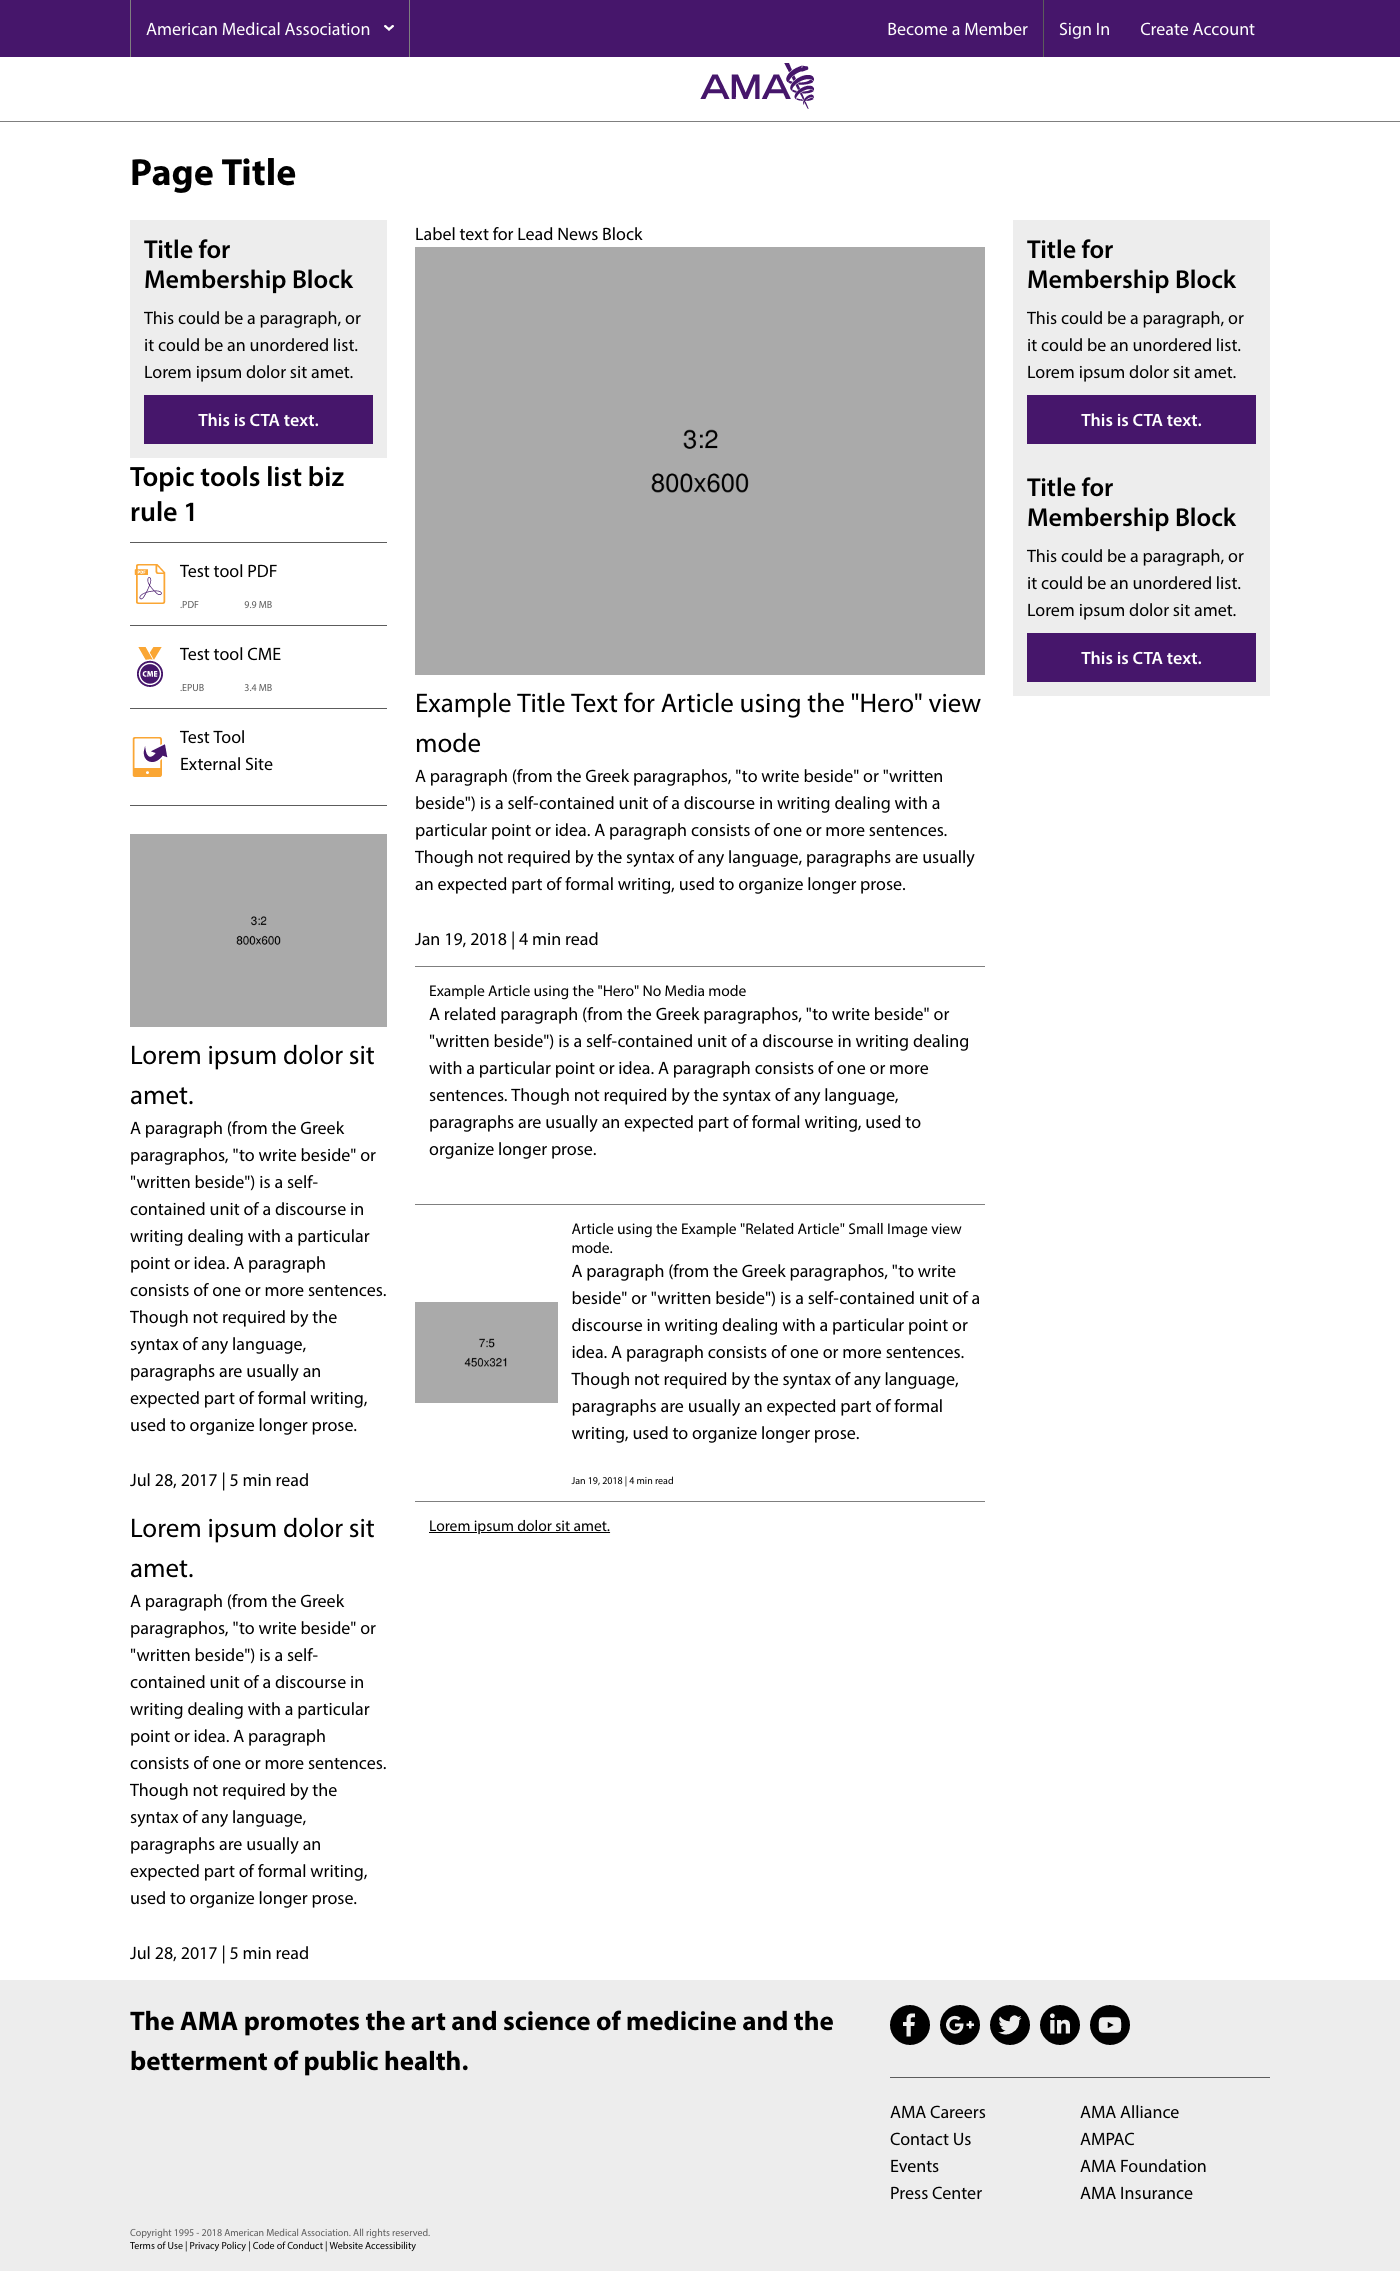 American Medical Association
Become a Member
Sign In
Create Account
AMA
Page Title
Title for
Membership Block
This could be a paragraph, or
it could be an unordered list.
Lorem ipsum dolor sit amet.
This is CTA text.
Topic tools list biz
rule 1
Test tool PDF
.PDF 9.9 MB
CME
Test tool CME
.EPUB 3.4 MB
Test Tool
External Site
3:2
800x600
Lorem ipsum dolor sit
amet.
A paragraph (from the Greek
paragraphos, "to write beside" or
"written beside") is a self-
contained unit of a discourse in
writing dealing with a particular
point or idea. A paragraph
consists of one or more sentences.
Though not required by the
syntax of any language,
paragraphs are usually an
expected part of formal writing,
used to organize longer prose.
Jul 28, 2017 | 5 min read
Lorem ipsum dolor sit
amet.
A paragraph (from the Greek
paragraphos, "to write beside" or
"written beside") is a self-
contained unit of a discourse in
writing dealing with a particular
point or idea. A paragraph
consists of one or more sentences.
Though not required by the
syntax of any language,
paragraphs are usually an
expected part of formal writing,
used to organize longer prose.
Jul 28, 2017 | 5 min read
Label text for Lead News Block
3:2
800x600
Example Title Text for Article using the "Hero" view
mode
A paragraph (from the Greek paragraphos, "to write beside" or "written
beside") is a self-contained unit of a discourse in writing dealing with a
particular point or idea. A paragraph consists of one or more sentences.
Though not required by the syntax of any language, paragraphs are usually
an expected part of formal writing, used to organize longer prose.
Jan 19, 2018 | 4 min read
Example Article using the "Hero" No Media mode
A related paragraph (from the Greek paragraphos, "to write beside" or
"written beside") is a self-contained unit of a discourse in writing dealing
with a particular point or idea. A paragraph consists of one or more
sentences. Though not required by the syntax of any language,
paragraphs are usually an expected part of formal writing, used to
organize longer prose.
7:5
450x321
Article using the Example "Related Article" Small Image view
mode.
A paragraph (from the Greek paragraphos, "to write
beside" or "written beside") is a self-contained unit of a
discourse in writing dealing with a particular point or
idea. A paragraph consists of one or more sentences.
Though not required by the syntax of any language,
paragraphs are usually an expected part of formal
writing, used to organize longer prose.
Jan 19, 2018 | 4 min read
Lorem ipsum dolor sit amet.
Title for
Membership Block
This could be a paragraph, or
it could be an unordered list.
Lorem ipsum dolor sit amet.
This is CTA text.
Title for
Membership Block
This could be a paragraph, or
it could be an unordered list.
Lorem ipsum dolor sit amet.
This is CTA text.
The AMA promotes the art and science of medicine and the
betterment of public health.
AMA Careers
Contact Us
Events
Press Center
AMA Alliance
AMPAC
AMA Foundation
AMA Insurance
Copyright 1995 - 2018 American Medical Association. All rights reserved.
Terms of Use | Privacy Policy | Code of Conduct | Website Accessibility